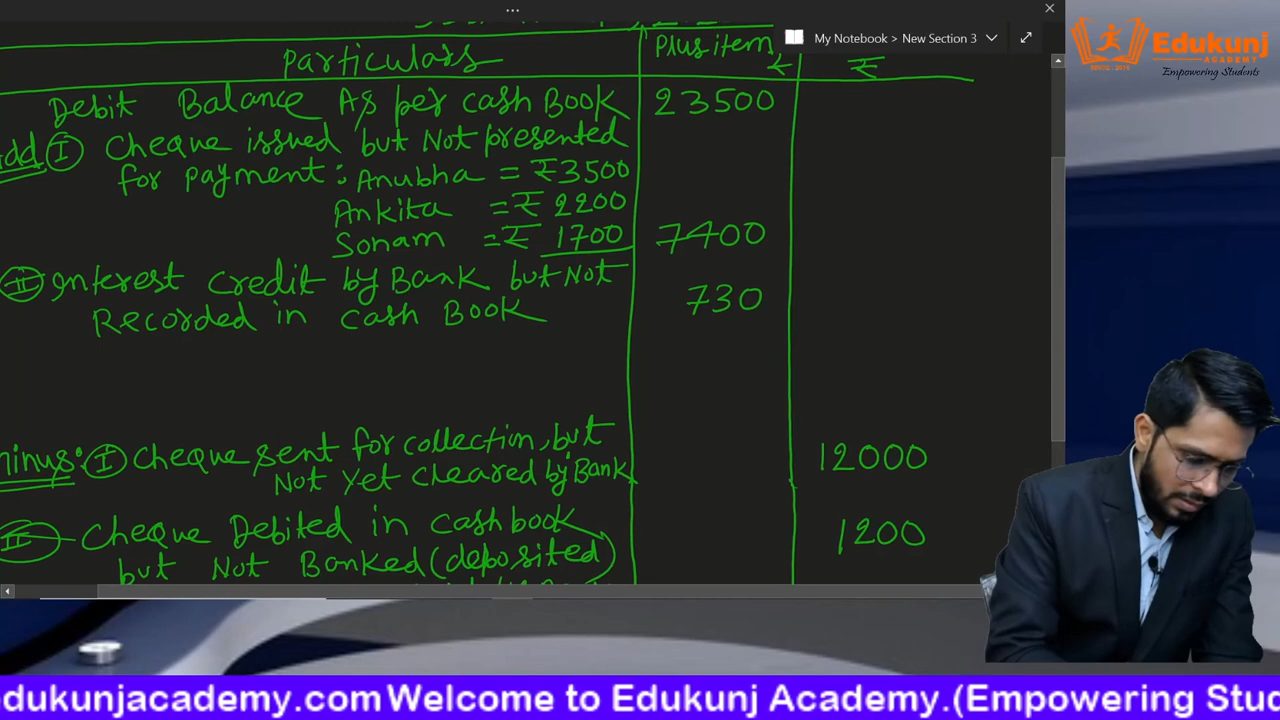 ...
My Notebook > New Section 3
Edukunj
ACADEMY
Empowering Students
Particulars
Plus item
₹
₹
Debit Balance As per cash Book 23500
Add (I) Cheque issued but Not presented
for payment : Anubha = ₹3500
Ankita = ₹ 2200
Sonam = ₹ 1700 7400
(II) Interest credit by Bank but Not
Recorded in cash Book 730
minus: (I) Cheque sent for collection, but
Not yet cleared by Bank 12000
(II) Cheque Debited in cashbook 1200
but Not Banked (deposited)
edukunjacademy.com Welcome to Edukunj Academy.(Empowering Stud